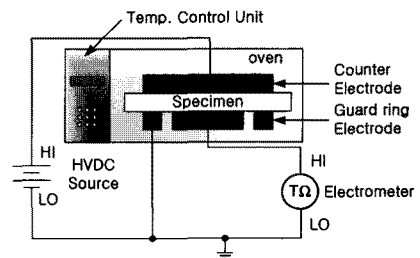 Temp. Control Unit
oven
Counter
Electrode
Specimen
Guard ring
Electrode
HI
HVDC
Source
LO
HI
TΩ
Electrometer
LO